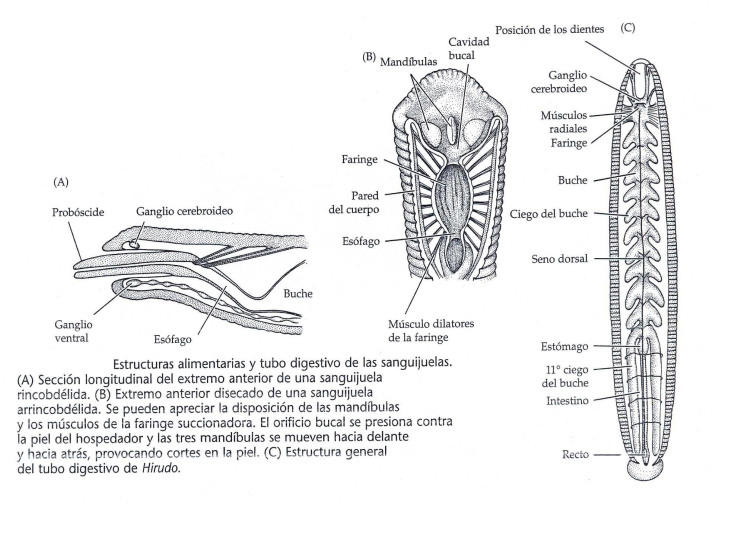 (A)
Probóscide
Ganglio cerebroideo
Buche
Ganglio
ventral
Esófago
(B)
Mandíbulas
Cavidad
bucal
Faringe
Pared
del cuerpo
Esófago
Músculo dilatores
de la faringe
(C)
Posición de los dientes
Ganglio
cerebroideo
Músculos
radiales
Faringe
Buche
Ciego del buche
Seno dorsal
Estómago
11° ciego
del buche
Intestino
Recto
Estructuras alimentarias y tubo digestivo de las sanguijuelas.
(A) Sección longitudinal del extremo anterior de una sanguijuela
rincobdélida. (B) Extremo anterior disecado de una sanguijuela
arrincobdélida. Se pueden apreciar la disposición de las mandíbulas
y los músculos de la faringe succionadora. El orificio bucal se presiona contra
la piel del hospedador y las tres mandíbulas se mueven hacia delante
y hacia atrás, provocando cortes en la piel. (C) Estructura general
del tubo digestivo de Hirudo.